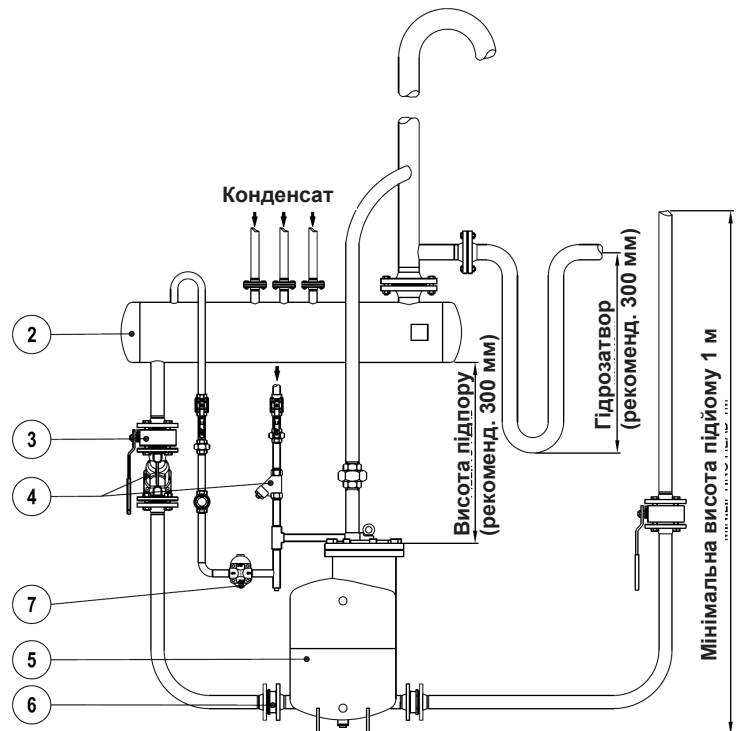 Конденсат
2
3
4
7
5
6
Висота підпору
(рекоменд. 300 мм)
Гідрозатвор
(рекоменд. 300 мм)
Мінімальна висота підйому 1 м